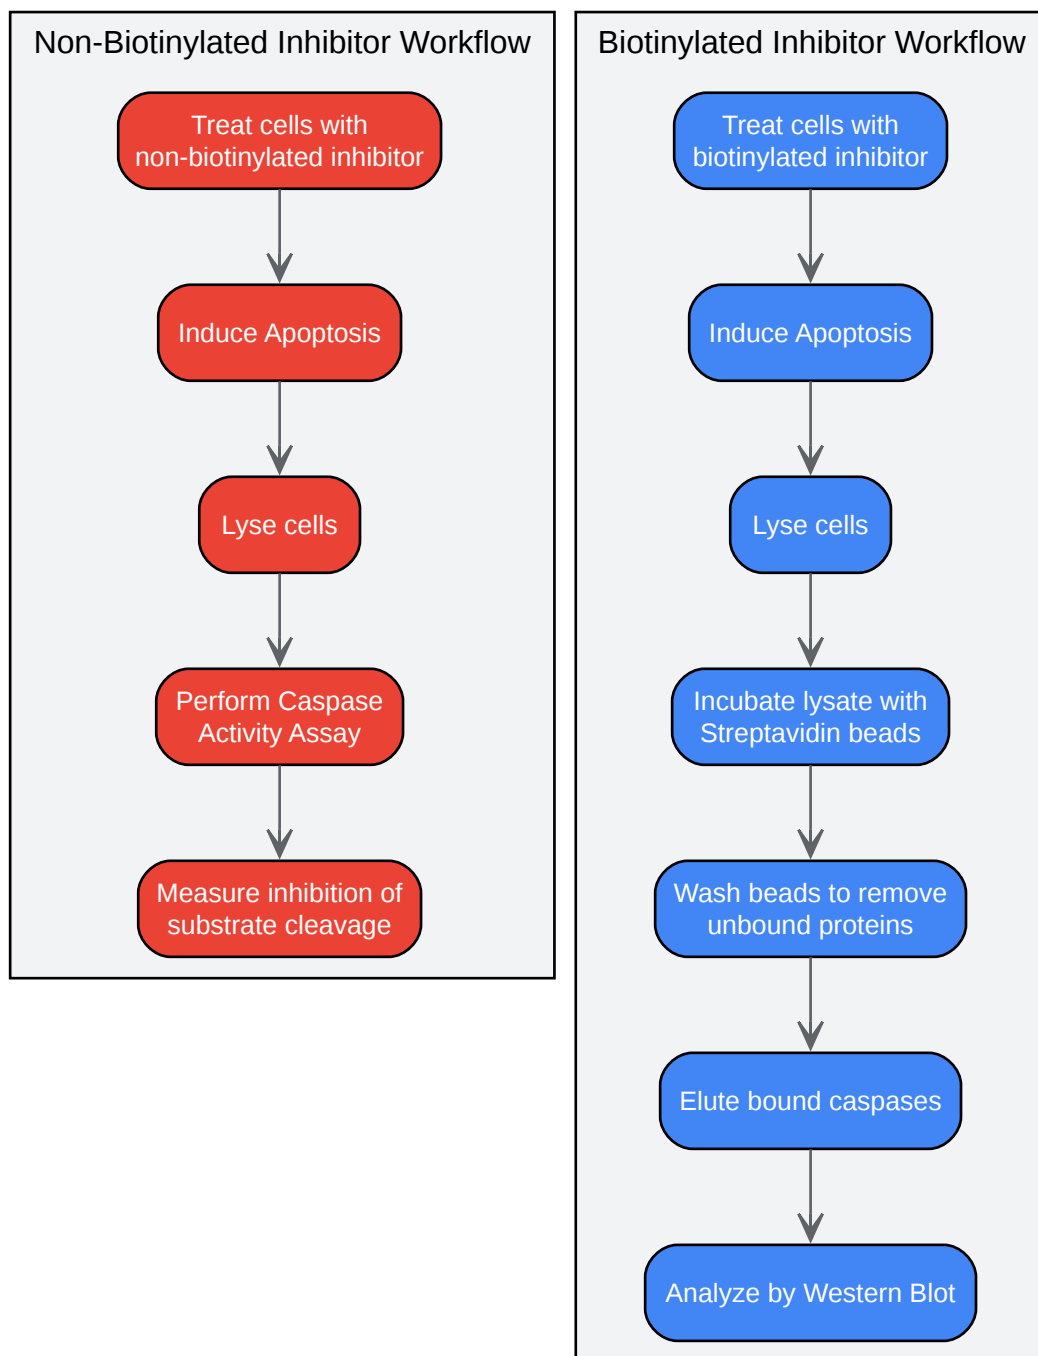 Non-Biotinylated Inhibitor Workflow
Treat cells with
non-biotinylated inhibitor
Induce Apoptosis
Lyse cells
Perform Caspase
Activity Assay
Measure inhibition of
substrate cleavage
Biotinylated Inhibitor Workflow
Treat cells with
biotinylated inhibitor
Induce Apoptosis
Lyse cells
Incubate lysate with
Streptavidin beads
Wash beads to remove
unbound proteins
Elute bound caspases
Analyze by Western Blot